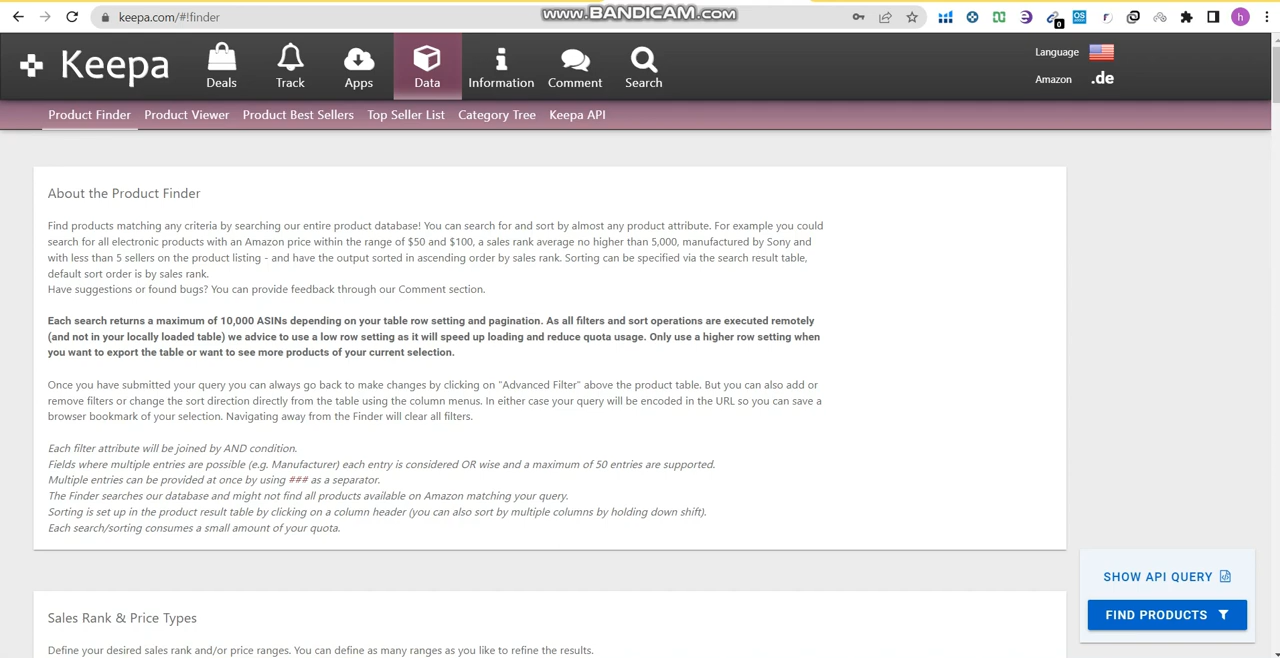 keepa.com/#!finder
www.BANDICAM.com
0
OS
h
Keepa
Deals
Track
Apps
Data
Information
Comment
Search
Language
Amazon .de
Product Finder
Product Viewer
Product Best Sellers
Top Seller List
Category Tree
Keepa API
About the Product Finder
Find products matching any criteria by searching our entire product database! You can search for and sort by almost any product attribute. For example you could
search for all electronic products with an Amazon price within the range of $50 and $100, a sales rank average no higher than 5,000, manufactured by Sony and
with less than 5 sellers on the product listing - and have the output sorted in ascending order by sales rank. Sorting can be specified via the search result table,
default sort order is by sales rank.
Have suggestions or found bugs? You can provide feedback through our Comment section.
Each search returns a maximum of 10,000 ASINs depending on your table row setting and pagination. As all filters and sort operations are executed remotely
(and not in your locally loaded table) we advice to use a low row setting as it will speed up loading and reduce quota usage. Only use a higher row setting when
you want to export the table or want to see more products of your current selection.
Once you have submitted your query you can always go back to make changes by clicking on "Advanced Filter" above the product table. But you can also add or
remove filters or change the sort direction directly from the table using the column menus. In either case your query will be encoded in the URL so you can save a
browser bookmark of your selection. Navigating away from the Finder will clear all filters.
Each filter attribute will be joined by AND condition.
Fields where multiple entries are possible (e.g. Manufacturer) each entry is considered OR wise and a maximum of 50 entries are supported.
Multiple entries can be provided at once by using ### as a separator.
The Finder searches our database and might not find all products available on Amazon matching your query.
Sorting is set up in the product result table by clicking on a column header (you can also sort by multiple columns by holding down shift).
Each search/sorting consumes a small amount of your quota.
SHOW API QUERY
FIND PRODUCTS
Sales Rank & Price Types
Define your desired sales rank and/or price ranges. You can define as many ranges as you like to refine the results.